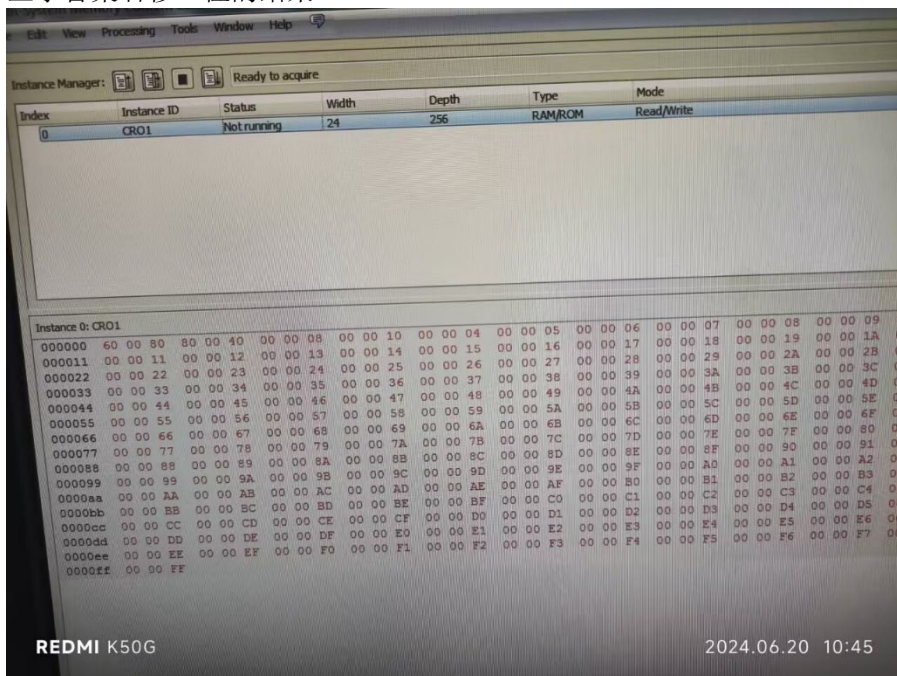 Edit View Processing Tools Window Help
Instance Manager: Ready to acquire
Index Instance ID Status Width Depth Type Mode
0 CRO1 Not running 24 256 RAM/ROM Read/Write
Instance 0: CRO1
000000 60 00 80 80 00 40 00 00 08 00 00 10 00 00 04 00 00 05 00 00 06 00 00 07 00 00 08 00 00 09
000011 00 00 11 00 00 12 00 00 13 00 00 14 00 00 15 00 00 16 00 00 17 00 00 18 00 00 19 00 00 1A
000022 00 00 22 00 00 23 00 00 24 00 00 25 00 00 26 00 00 27 00 00 28 00 00 29 00 00 2A 00 00 2B
000033 00 00 33 00 00 34 00 00 35 00 00 36 00 00 37 00 00 38 00 00 39 00 00 3A 00 00 3B 00 00 3C
000044 00 00 44 00 00 45 00 00 46 00 00 47 00 00 48 00 00 49 00 00 4A 00 00 4B 00 00 4C 00 00 4D
000055 00 00 55 00 00 56 00 00 57 00 00 58 00 00 59 00 00 5A 00 00 5B 00 00 5C 00 00 5D 00 00 5E
000066 00 00 66 00 00 67 00 00 68 00 00 69 00 00 6A 00 00 6B 00 00 6C 00 00 6D 00 00 6E 00 00 6F
000077 00 00 77 00 00 78 00 00 79 00 00 7A 00 00 7B 00 00 7C 00 00 7D 00 00 7E 00 00 7F 00 00 80
000088 00 00 88 00 00 89 00 00 8A 00 00 8B 00 00 8C 00 00 8D 00 00 8E 00 00 8F 00 00 90 00 00 91
000099 00 00 99 00 00 9A 00 00 9B 00 00 9C 00 00 9D 00 00 9E 00 00 9F 00 00 A0 00 00 A1 00 00 A2
0000aa 00 00 AA 00 00 AB 00 00 AC 00 00 AD 00 00 AE 00 00 AF 00 00 B0 00 00 B1 00 00 B2 00 00 B3
0000bb 00 00 BB 00 00 BC 00 00 BD 00 00 BE 00 00 BF 00 00 C0 00 00 C1 00 00 C2 00 00 C3 00 00 C4
0000cc 00 00 CC 00 00 CD 00 00 CE 00 00 CF 00 00 D0 00 00 D1 00 00 D2 00 00 D3 00 00 D4 00 00 D5
0000dd 00 00 DD 00 00 DE 00 00 DF 00 00 E0 00 00 E1 00 00 E2 00 00 E3 00 00 E4 00 00 E5 00 00 E6
0000ee 00 00 EE 00 00 EF 00 00 F0 00 00 F1 00 00 F2 00 00 F3 00 00 F4 00 00 F5 00 00 F6 00 00 F7
0000ff 00 00 FF
REDMI K50G
2024.06.20 10:45